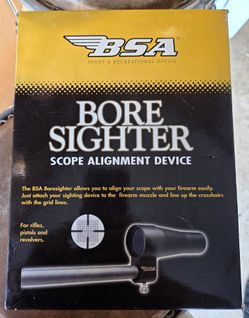 BSA
SPORT & RECREATIONAL OPTICS
BORE
SIGHTER
SCOPE ALIGNMENT DEVICE
The BSA Boresighter allows you to align your scope with your firearm easily.
Just attach your sighting device to the firearm muzzle and line up the crosshairs
with the grid lines.
For rifles,
pistols and
revolvers.
BSA